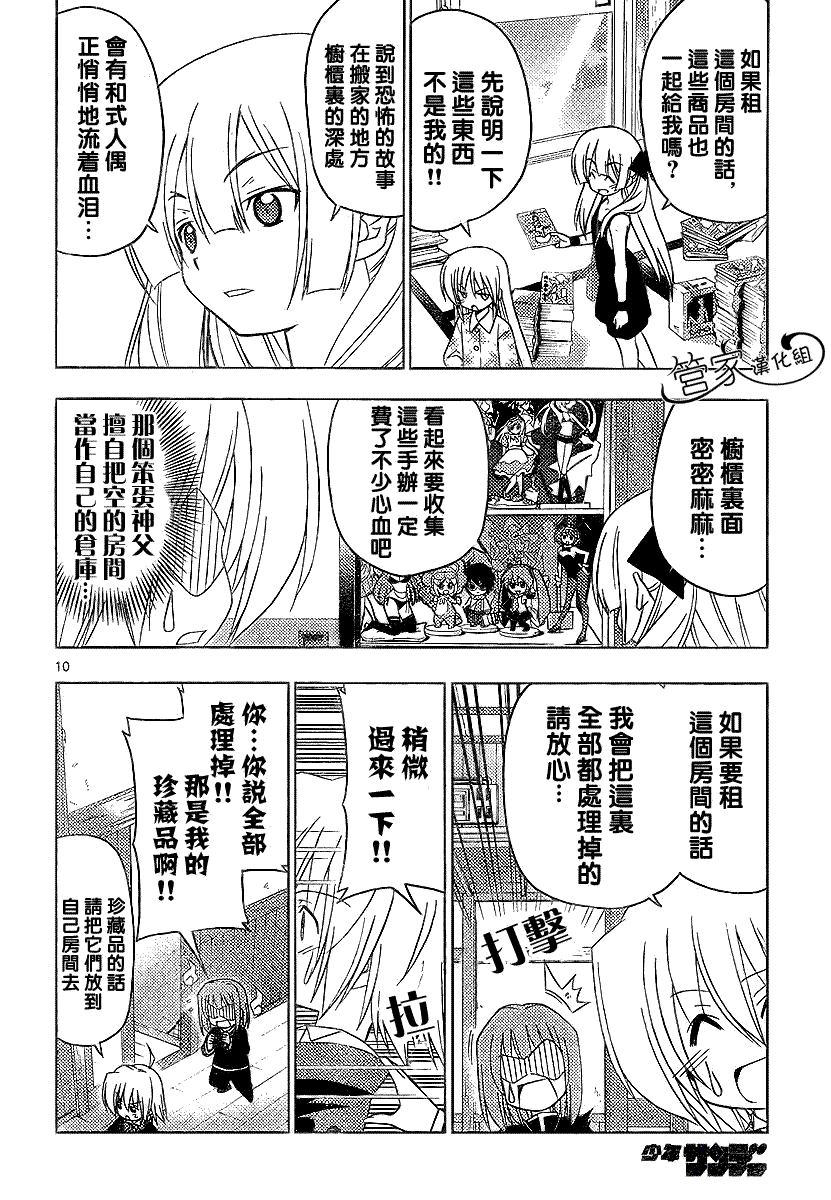 如果租
這個房間的話，
這些商品也
一起給我嗎？
先說明一下
這些東西
不是我的!!
說到恐怖的故事
在搬家的地方
櫥櫃裏的深處
會有和式人偶
正悄悄地流着血泪…
管家漢化組
櫥櫃裏面
密密麻麻…
看起來要收集
這些手辦一定
費了不少心血吧
那個笨蛋神父
擅自把空的房間
當作自己的倉庫…
10
如果要租
這個房間的話
我會把這裏
全部都處理掉的
請放心…
打擊
稍微
過來一下!!
拉
你…你說全部
處理掉!!
那是我的
珍藏品啊!!
珍藏品的話
請把它們放到
自己房間去
少年サンデー